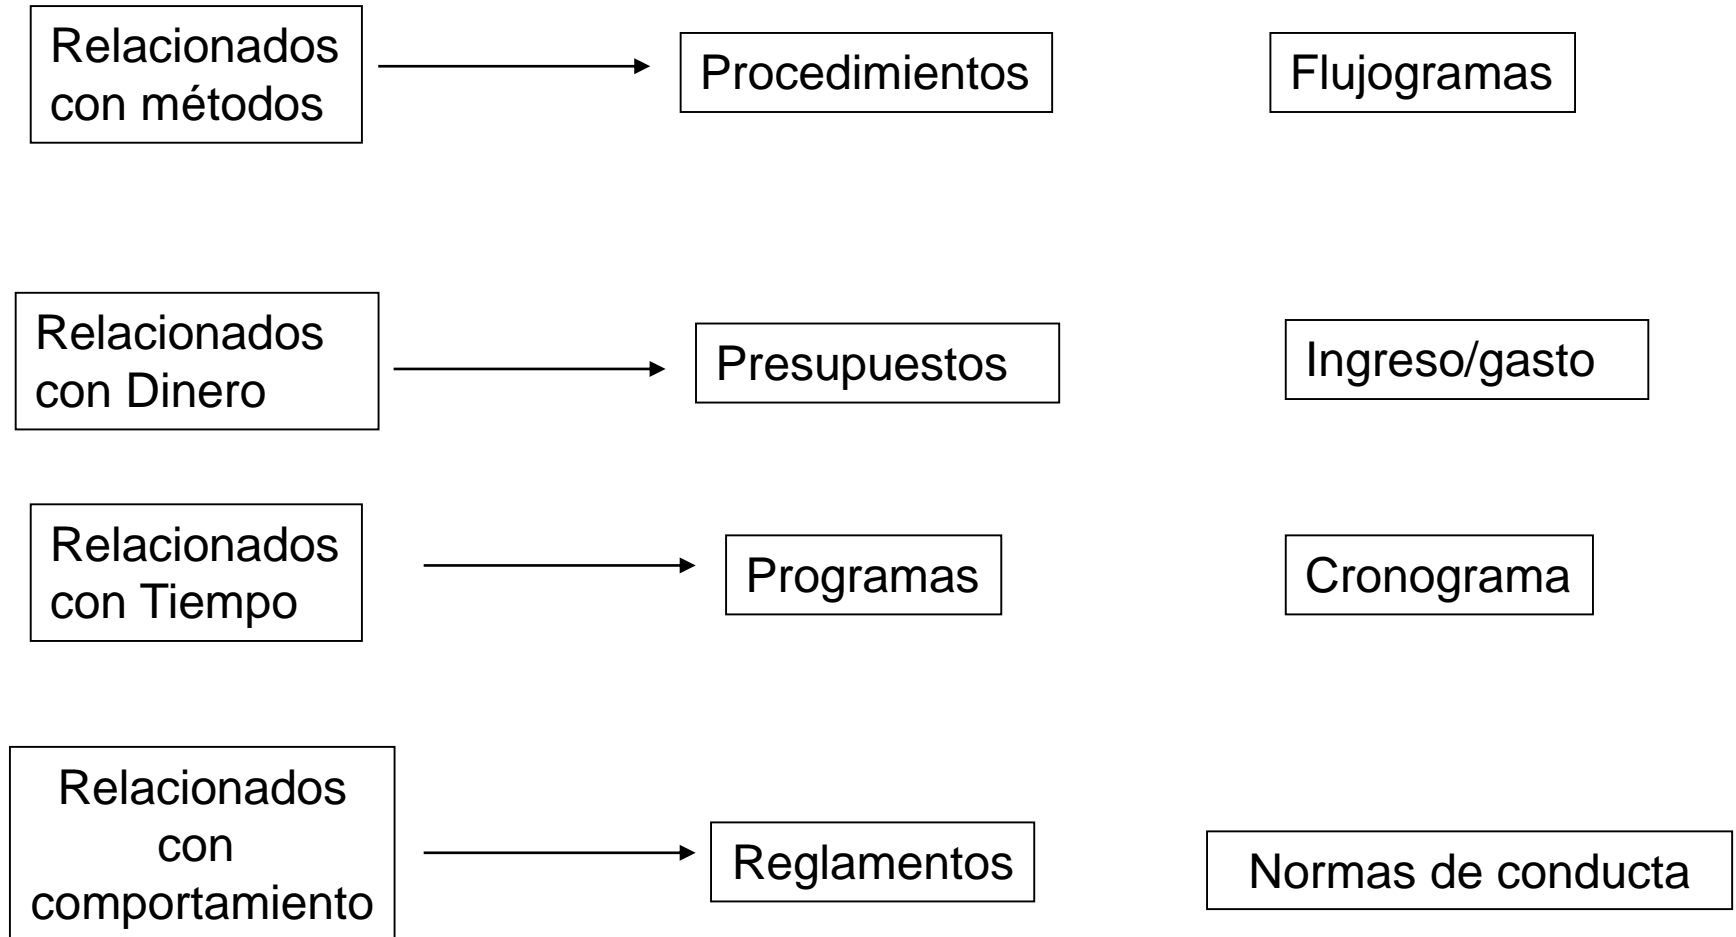 Relacionados
con métodos
Procedimientos
Flujogramas
Relacionados
con Dinero
Presupuestos
Ingreso/gasto
Relacionados
con Tiempo
Programas
Cronograma
Relacionados
con
comportamiento
Reglamentos
Normas de conducta